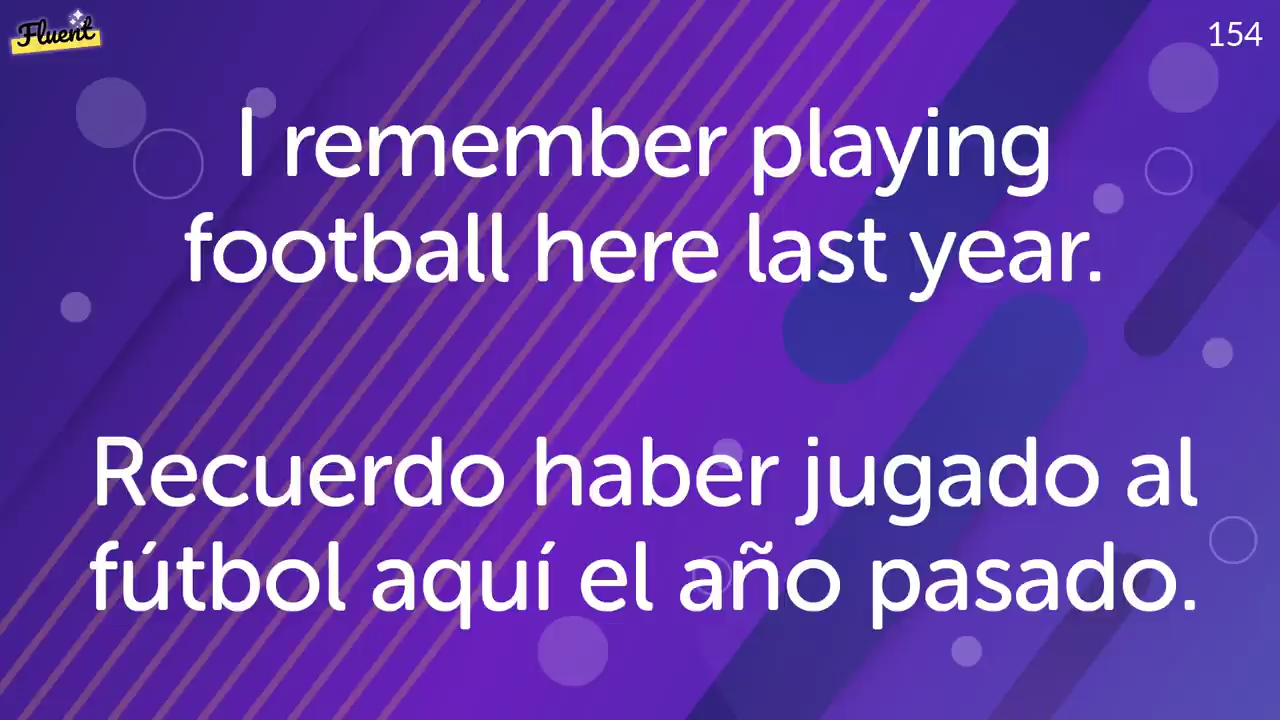 Fluent
154
I remember playing
football here last year.
Recuerdo haber jugado al
fútbol aquí el año pasado.